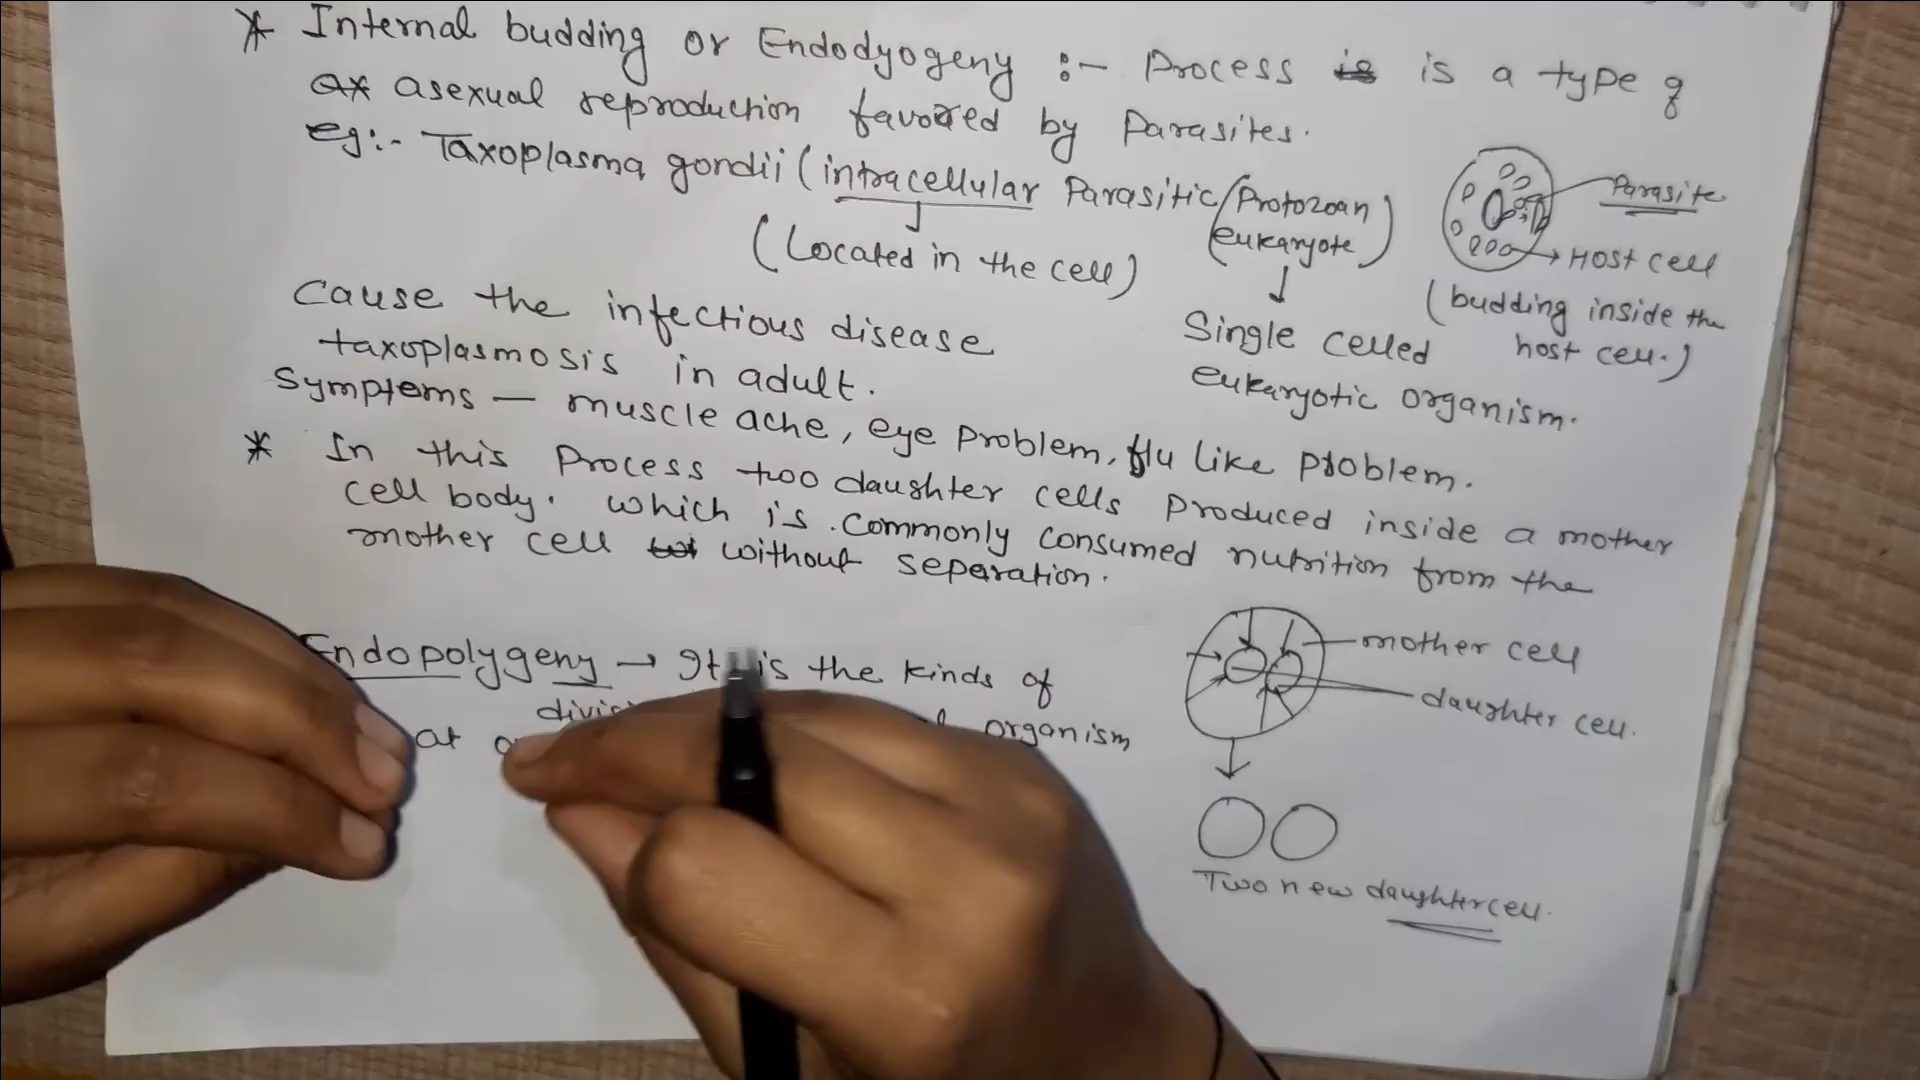 * Internal budding or Endodyogeny :- Process is is a type of
asexual reproduction favored by Parasites.
eg:- Taxoplasma gondii (intracellular Parasitic/Protozoan
eukaryote)
(Located in the cell)
Single celled
eukaryotic organism.
Parasite
Host cell
(budding inside the
host cell.)
Cause the infectious disease
taxoplasmosis in adult.
Symptems — muscle ache, eye Problem, flu like Problem.
* In this Process two daughter cells Produced inside a mother
cell body. which is commonly consumed nutrition from the
mother cell without separation.
mother cell
daughter cell.
Two new daughter cell.
Endopolygeny → It is the kinds of
organism
at